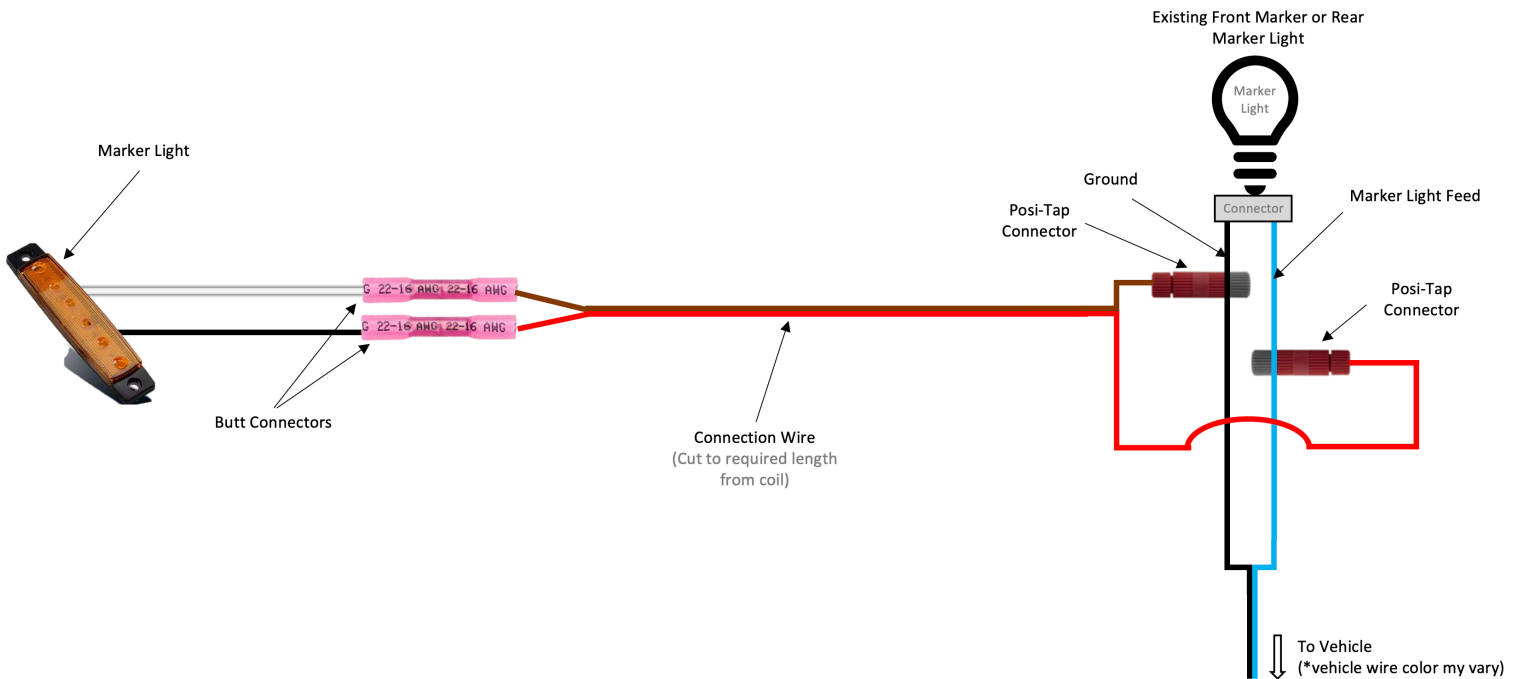 Existing Front Marker or Rear
Marker Light
Marker
Light
Marker Light
Ground
Connector
Marker Light Feed
Posi-Tap
Connector
G 22-16 AWG 22-16 AWG
Posi-Tap
Connector
G 22-16 AWG 22-16 AWG
Butt Connectors
Connection Wire
(Cut to required length
from coil)
To Vehicle
(*vehicle wire color my vary)